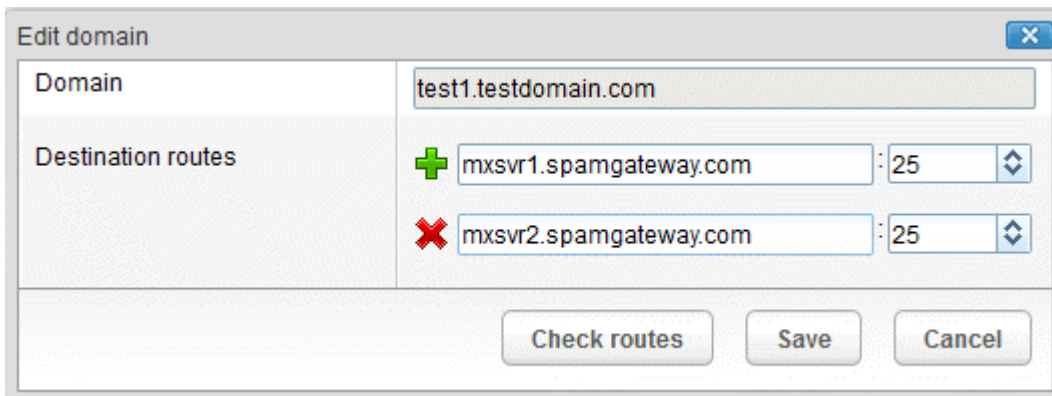 Edit domain
Domain test1.testdomain.com
Destination routes mxsvr1.spamgateway.com : 25
mxsvr2.spamgateway.com : 25
Check routes Save Cancel